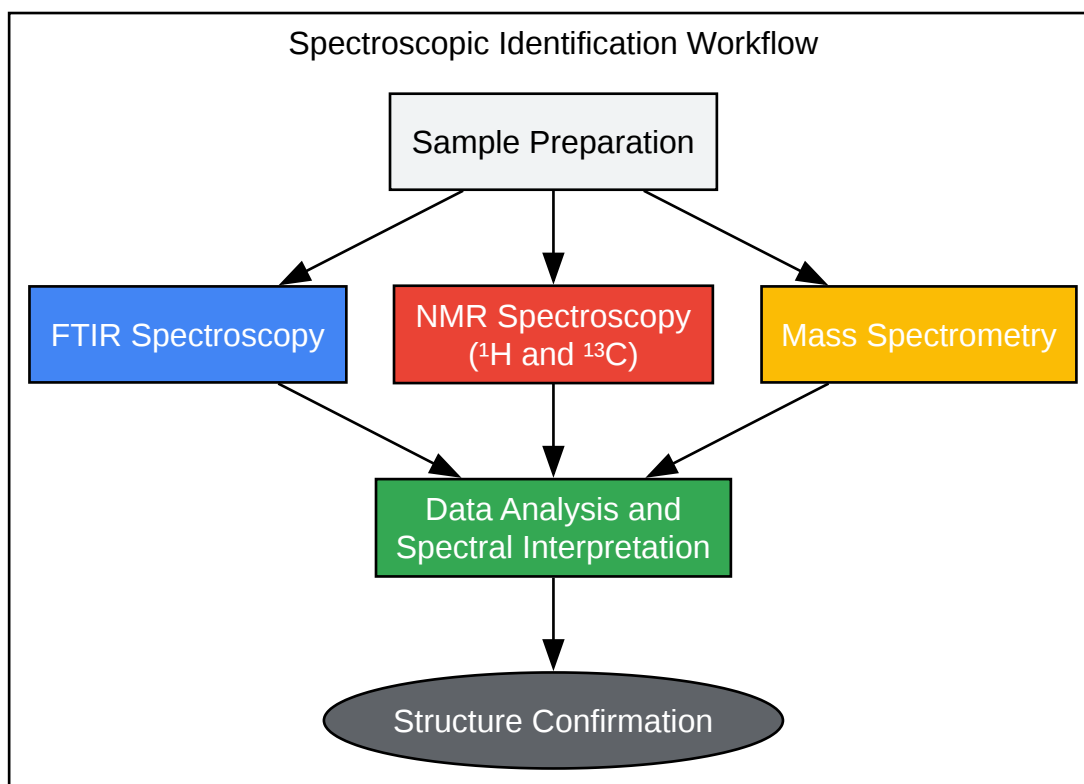 Spectroscopic Identification Workflow
Sample Preparation
FTIR Spectroscopy
NMR Spectroscopy
(¹H and ¹³C)
Mass Spectrometry
Data Analysis and
Spectral Interpretation
Structure Confirmation